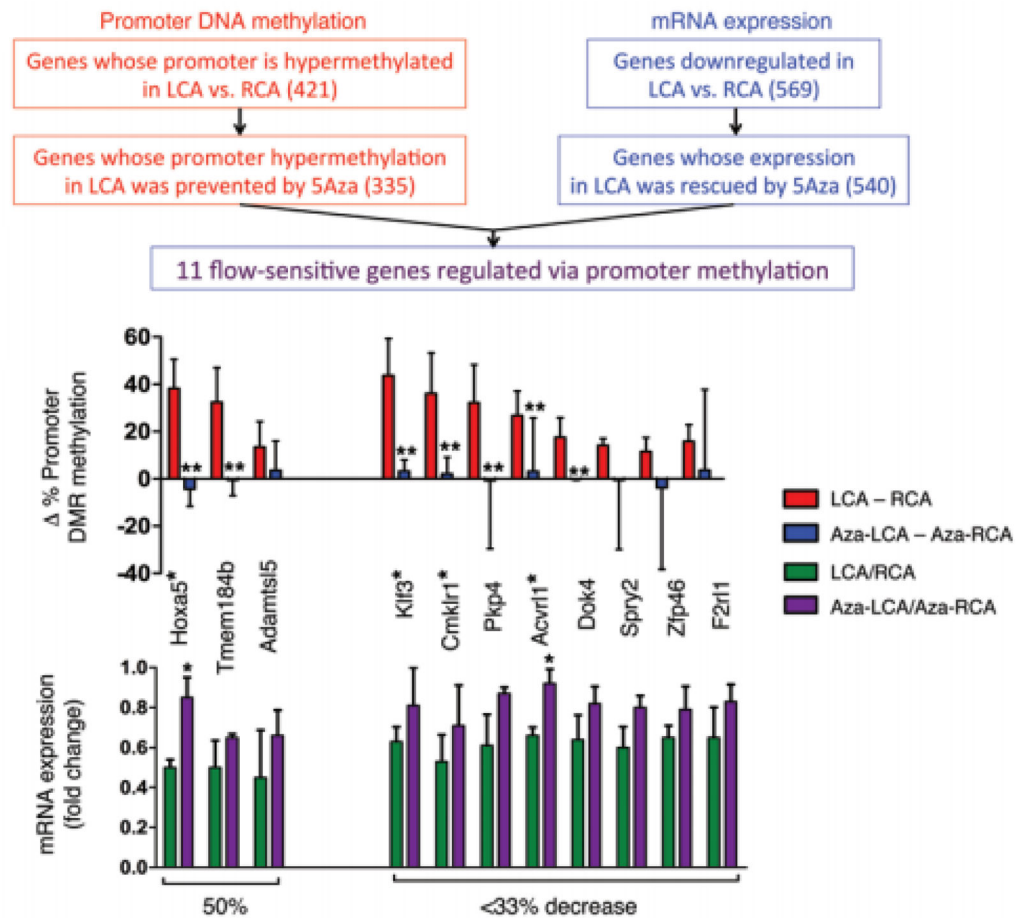 Promoter DNA methylation
mRNA expression
Genes whose promoter is hypermethylated
in LCA vs. RCA (421)
Genes downregulated in
LCA vs. RCA (569)
Genes whose promoter hypermethylation
in LCA was prevented by 5Aza (335)
Genes whose expression
in LCA was rescued by 5Aza (540)
11 flow-sensitive genes regulated via promoter methylation
Δ % Promoter
DMR methylation
60
40
20
0
-20
-40
**
**
**
**
**
**
**
LCA – RCA
Aza-LCA – Aza-RCA
LCA/RCA
Aza-LCA/Aza-RCA
Hoxa5*
Tmem184b
Adamtsl5
Klf3*
Cmklr1*
Pkp4
Acvrl1*
Dok4
Spry2
Zfp46
F2rl1
mRNA expression
(fold change)
1.0
0.8
0.6
0.4
0.2
0.0
*
*
50%
<33% decrease